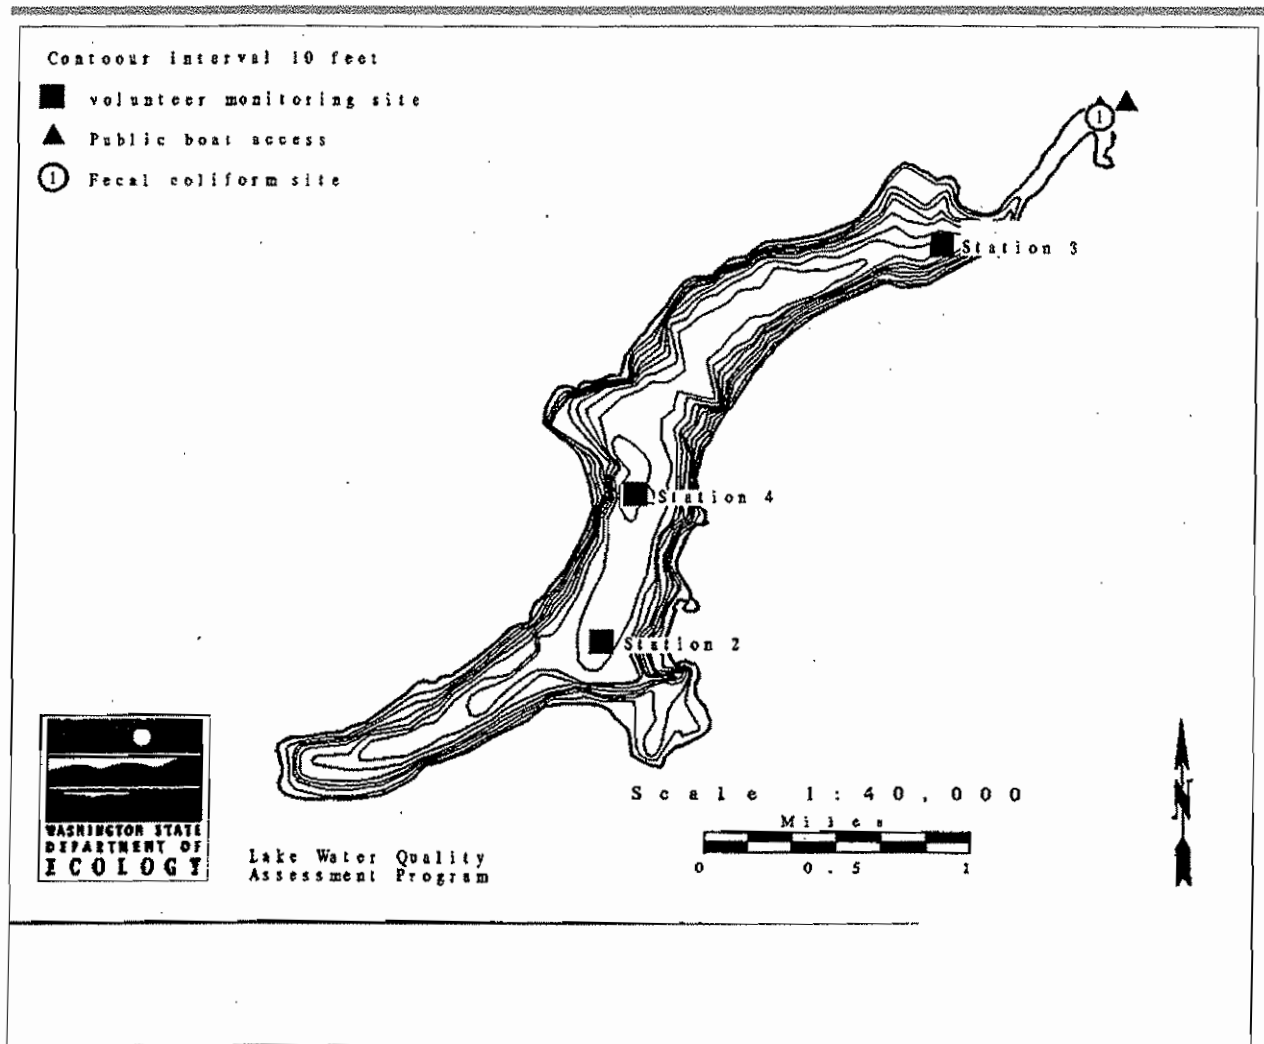 Contoour Interval 10 feet
volunteer monitoring site
Public boat access
1 Fecal coliform site
1
Station 3
Station 4
Station 2
Scale 1:40,000
Miles
0 0.5 1
N
WASHINGTON STATE
DEPARTMENT OF
ECOLOGY
Lake Water Quality
Assessment Program